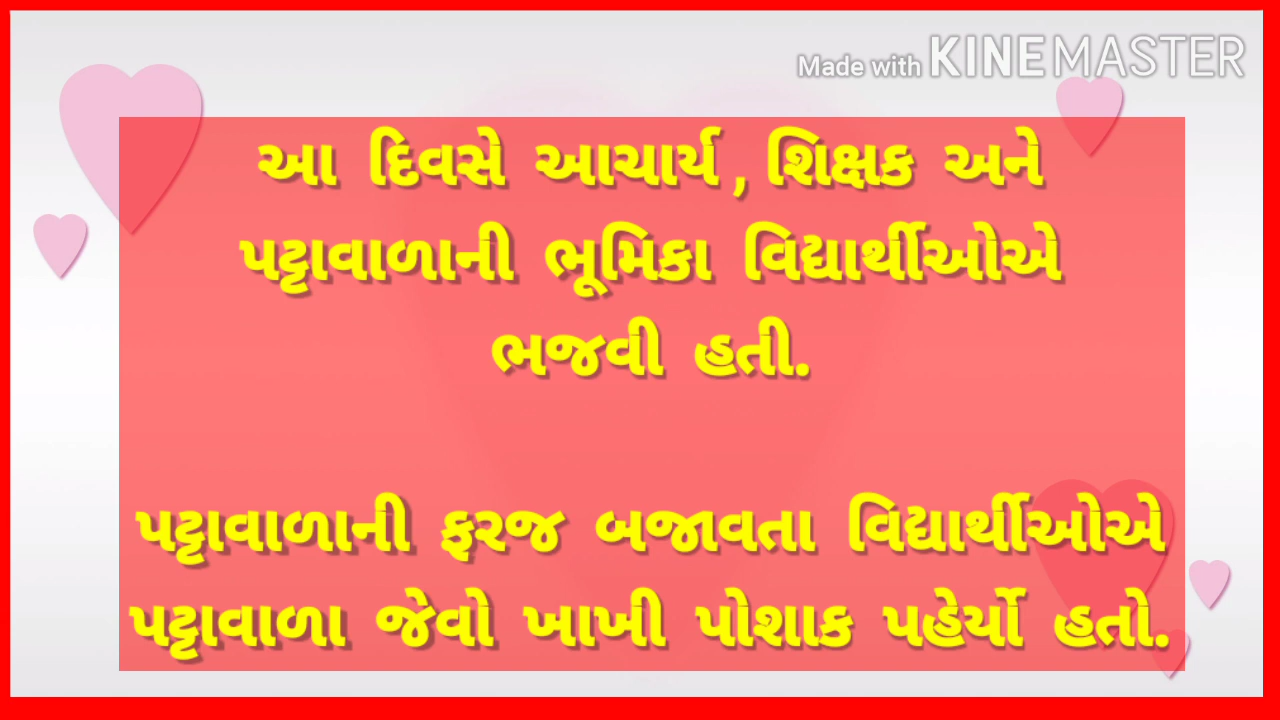 Made with KINEMASTER
આ દિવસે આચાર્ય , શિક્ષક અને
પટ્ટાવાળાની ભૂમિકા વિદ્યાર્થીઓએ
ભજવી હતી.
પટ્ટાવાળાની ફરજ બજાવતા વિદ્યાર્થીઓએ
પટ્ટાવાળા જેવો ખાખી પોશાક પહેર્યો હતો.